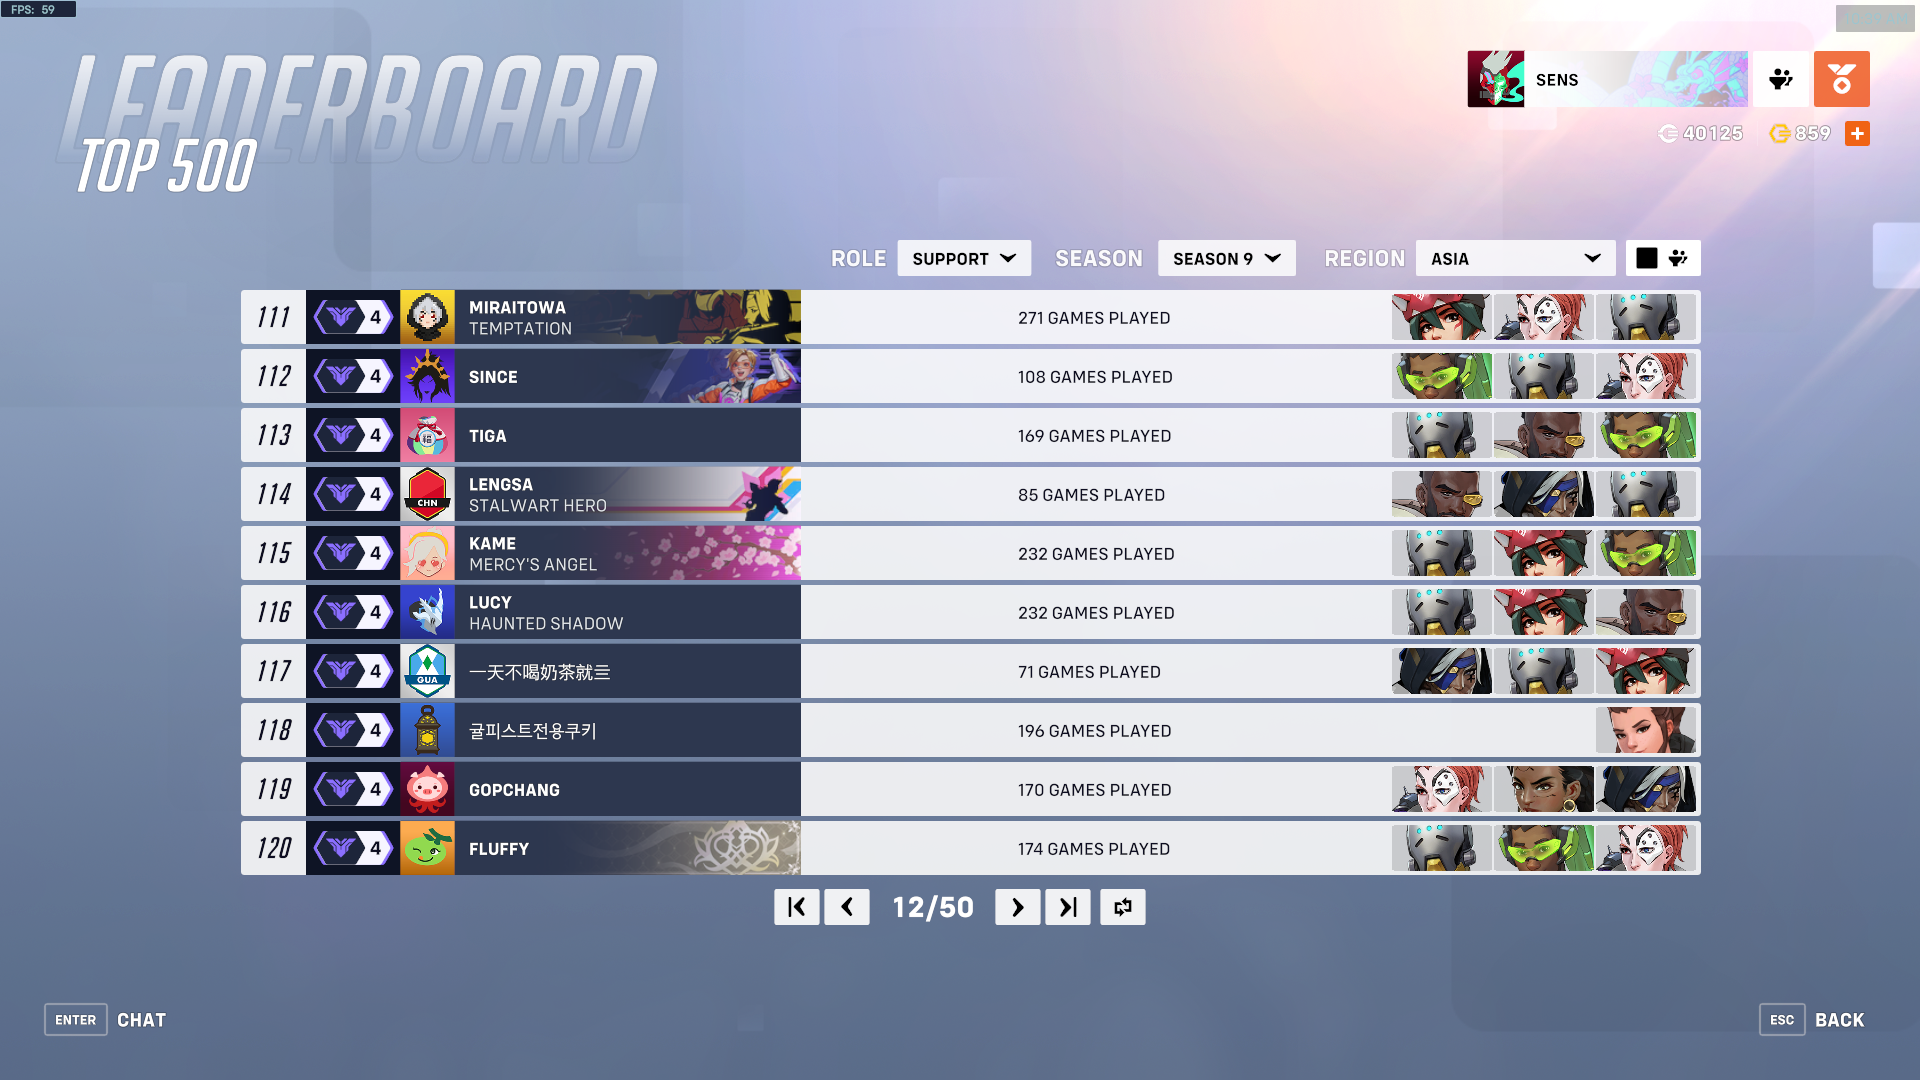 FPS: 59
LEADERBOARD
TOP 500
SENS
40125
859
ROLE SUPPORT SEASON SEASON 9 REGION ASIA
111 4 MIRAITOWA 271 GAMES PLAYED
TEMPTATION
112 4 SINCE 108 GAMES PLAYED
113 4 TIGA 169 GAMES PLAYED
114 4 CHN LENGSA 85 GAMES PLAYED
STALWART HERO
115 4 KAME 232 GAMES PLAYED
MERCY'S ANGEL
116 4 LUCY 232 GAMES PLAYED
HAUNTED SHADOW
117 4 GUA 一天不喝奶茶就亖 71 GAMES PLAYED
118 4 귤피스트전용쿠키 196 GAMES PLAYED
119 4 GOPCHANG 170 GAMES PLAYED
120 4 FLUFFY 174 GAMES PLAYED
12/50
ENTER CHAT
ESC BACK